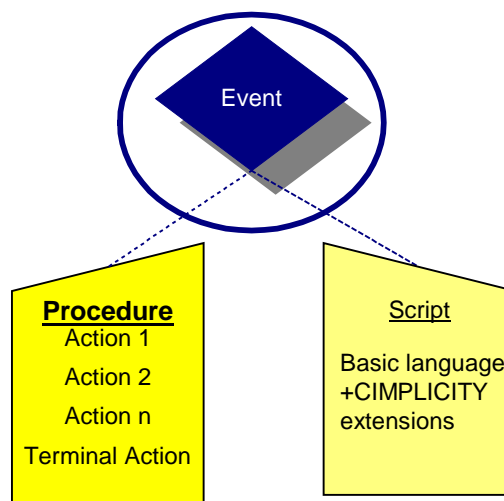 Event
Procedure
Action 1
Action 2
Action n
Terminal Action
Script
Basic language
+CIMPLICITY
extensions